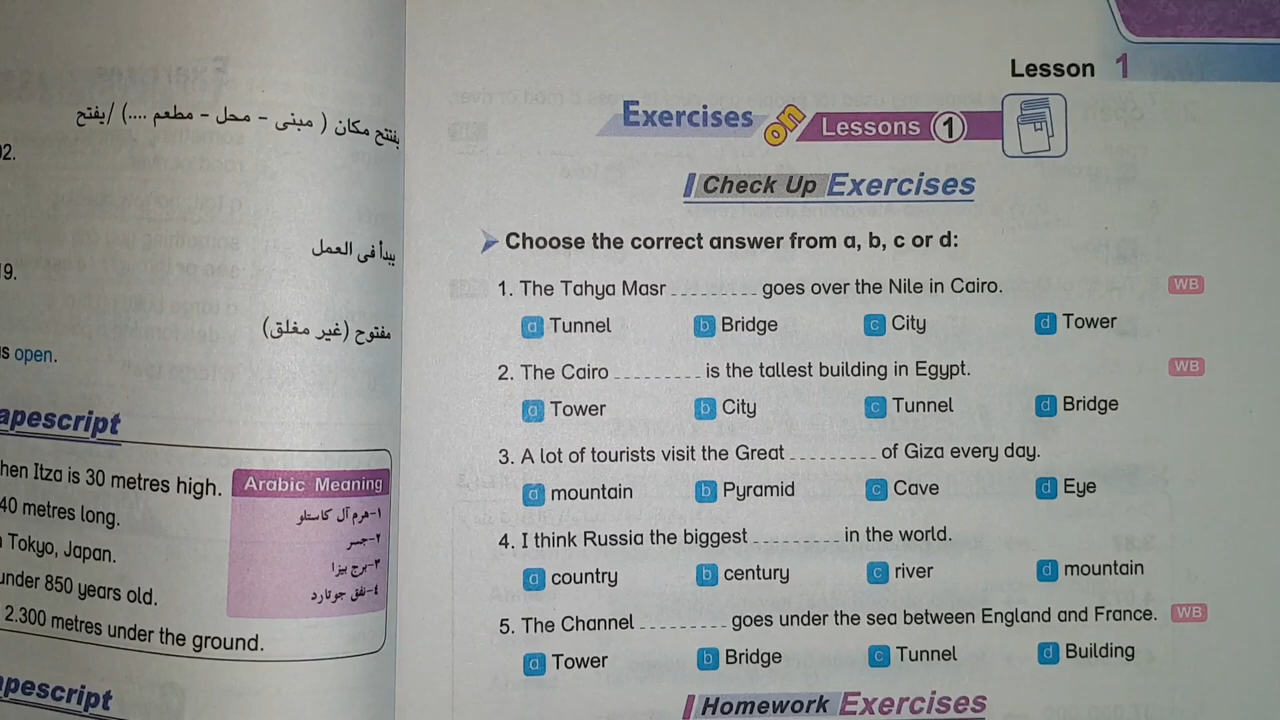 يفتح مكان ( مبنى - محل - مطعم ....) /يفتح
02.
يبدأ فى العمل
9.
مفتوح (غير مغلق)
open.
apescript
hen Itza is 30 metres high.
40 metres long.
Tokyo, Japan.
under 850 years old.
2.300 metres under the ground.
Arabic Meaning
١-هرم آل كاستلو
٢-جسر
٣-برج بيزا
٤-نفق جوتارد
apescript
Lesson 1
Exercises on Lessons 1
Check Up Exercises
Choose the correct answer from a, b, c or d:
1. The Tahya Masr _________ goes over the Nile in Cairo. WB
a Tunnel b Bridge c City d Tower
2. The Cairo _________ is the tallest building in Egypt. WB
a Tower b City c Tunnel d Bridge
3. A lot of tourists visit the Great _________ of Giza every day.
a mountain b Pyramid c Cave d Eye
4. I think Russia the biggest _________ in the world.
a country b century c river d mountain
5. The Channel _________ goes under the sea between England and France. WB
a Tower b Bridge c Tunnel d Building
Homework Exercises